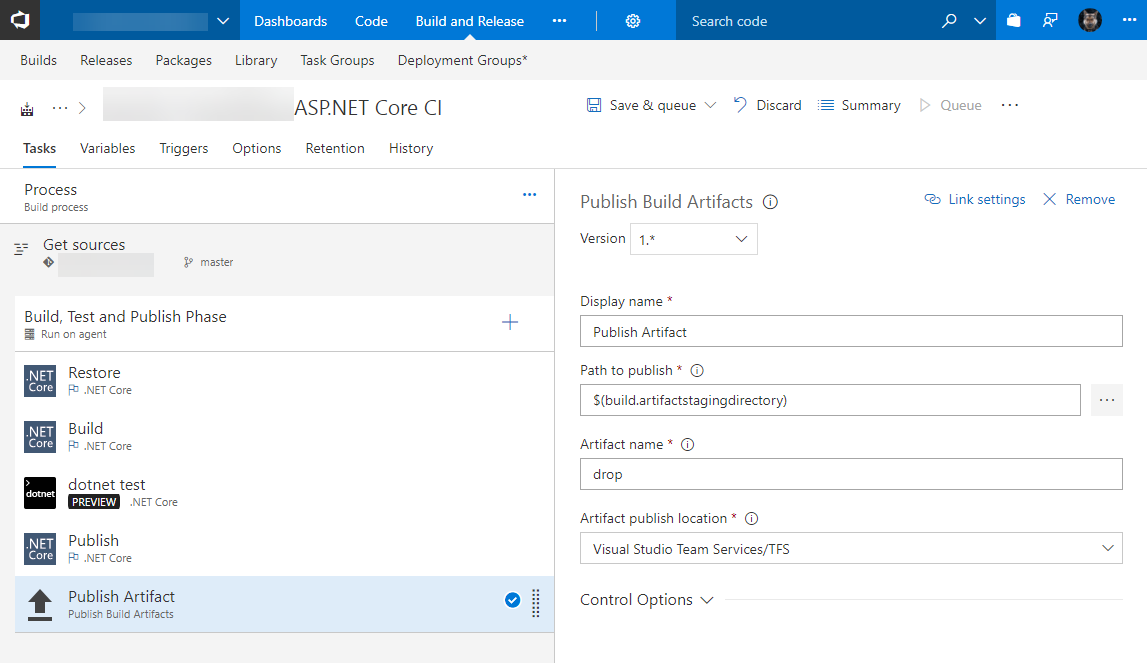 Dashboards Code Build and Release ··· Search code ···
Builds Releases Packages Library Task Groups Deployment Groups*
··· ASP.NET Core CI Save & queue Discard Summary Queue ···
Tasks Variables Triggers Options Retention History
Process ···
Build process
Get sources
master
Build, Test and Publish Phase
Run on agent
.NET Core Restore
.NET Core
.NET Core Build
.NET Core
dotnet dotnet test
PREVIEW .NET Core
.NET Core Publish
.NET Core
Publish Artifact
Publish Build Artifacts
Publish Build Artifacts Link settings Remove
Version 1.*
Display name *
Publish Artifact
Path to publish *
$(build.artifactstagingdirectory) ···
Artifact name *
drop
Artifact publish location *
Visual Studio Team Services/TFS
Control Options